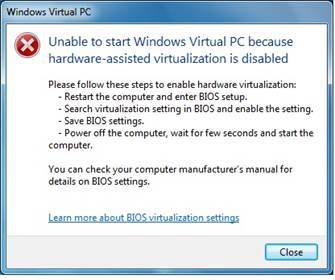 Windows Virtual PC
Unable to start Windows Virtual PC because
hardware-assisted virtualization is disabled
Please follow these steps to enable hardware virtualization:
- Restart the computer and enter BIOS setup.
- Search virtualization setting in BIOS and enable the setting.
- Save BIOS settings.
- Power off the computer, wait for few seconds and start the
computer.
You can check your computer manufacturer's manual for
details on BIOS settings.
Learn more about BIOS virtualization settings
Close